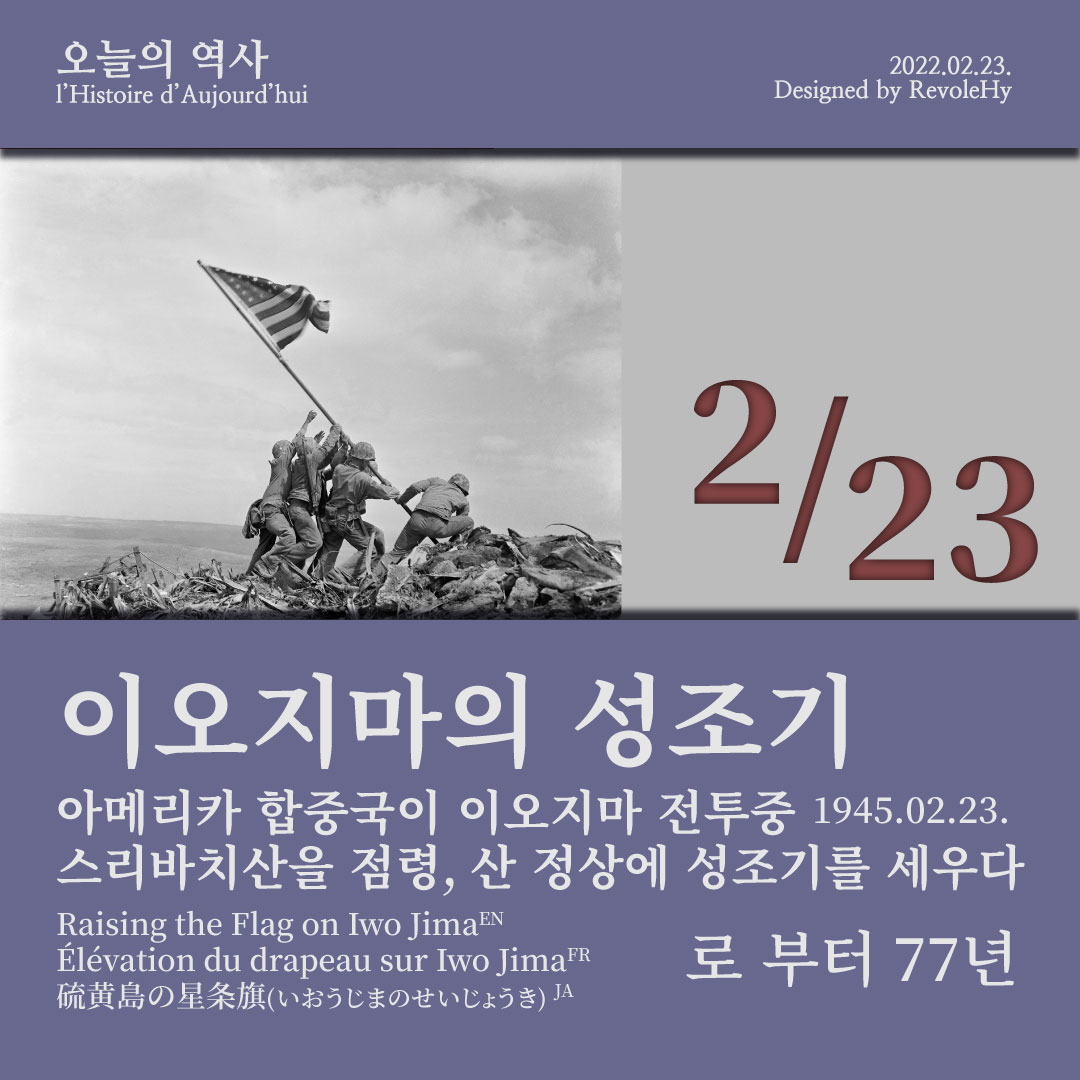 오늘의 역사
l'Histoire d'Aujourd'hui
2022.02.23.
Designed by RevoleHy
2/23
이오지마의 성조기
아메리카 합중국이 이오지마 전투중 1945.02.23.
스리바치산을 점령, 산 정상에 성조기를 세우다
Raising the Flag on Iwo JimaEN
Élévation du drapeau sur Iwo JimaFR
硫黄島の星条旗(いおうじまのせいじょうき) JA
로 부터 77년